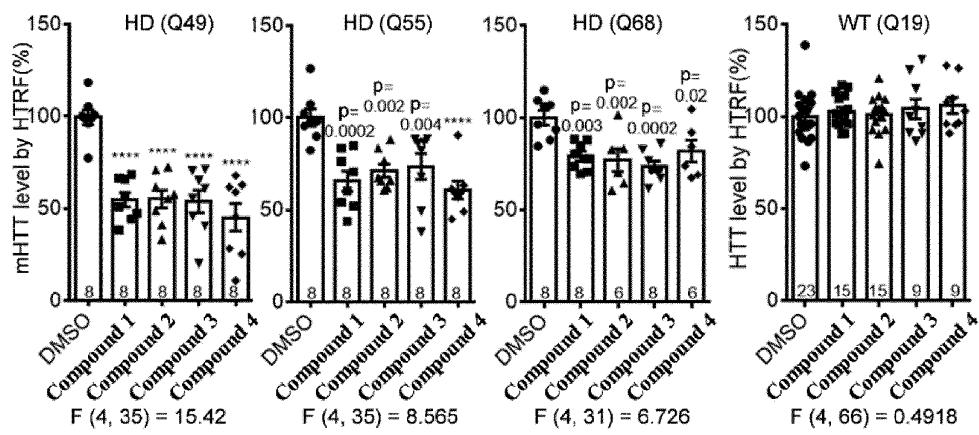 HD (Q49)
mHTT level by HTRF(%)
150
100
50
0
**** **** **** ****
8 8 8 8 8
DMSO
Compound 1
Compound 2
Compound 3
Compound 4
F (4, 35) = 15.42
HD (Q55)
150
100
50
0
p= 0.0002
p= 0.002
p= 0.004
****
8 8 8 8 8
DMSO
Compound 1
Compound 2
Compound 3
Compound 4
F (4, 35) = 8.565
HD (Q68)
150
100
50
0
p= 0.003
p= 0.002
p= 0.0002
p= 0.02
8 8 6 8 6
DMSO
Compound 1
Compound 2
Compound 3
Compound 4
F (4, 31) = 6.726
WT (Q19)
HTT level by HTRF(%)
150
100
50
0
23 15 15 9 9
DMSO
Compound 1
Compound 2
Compound 3
Compound 4
F (4, 66) = 0.4918